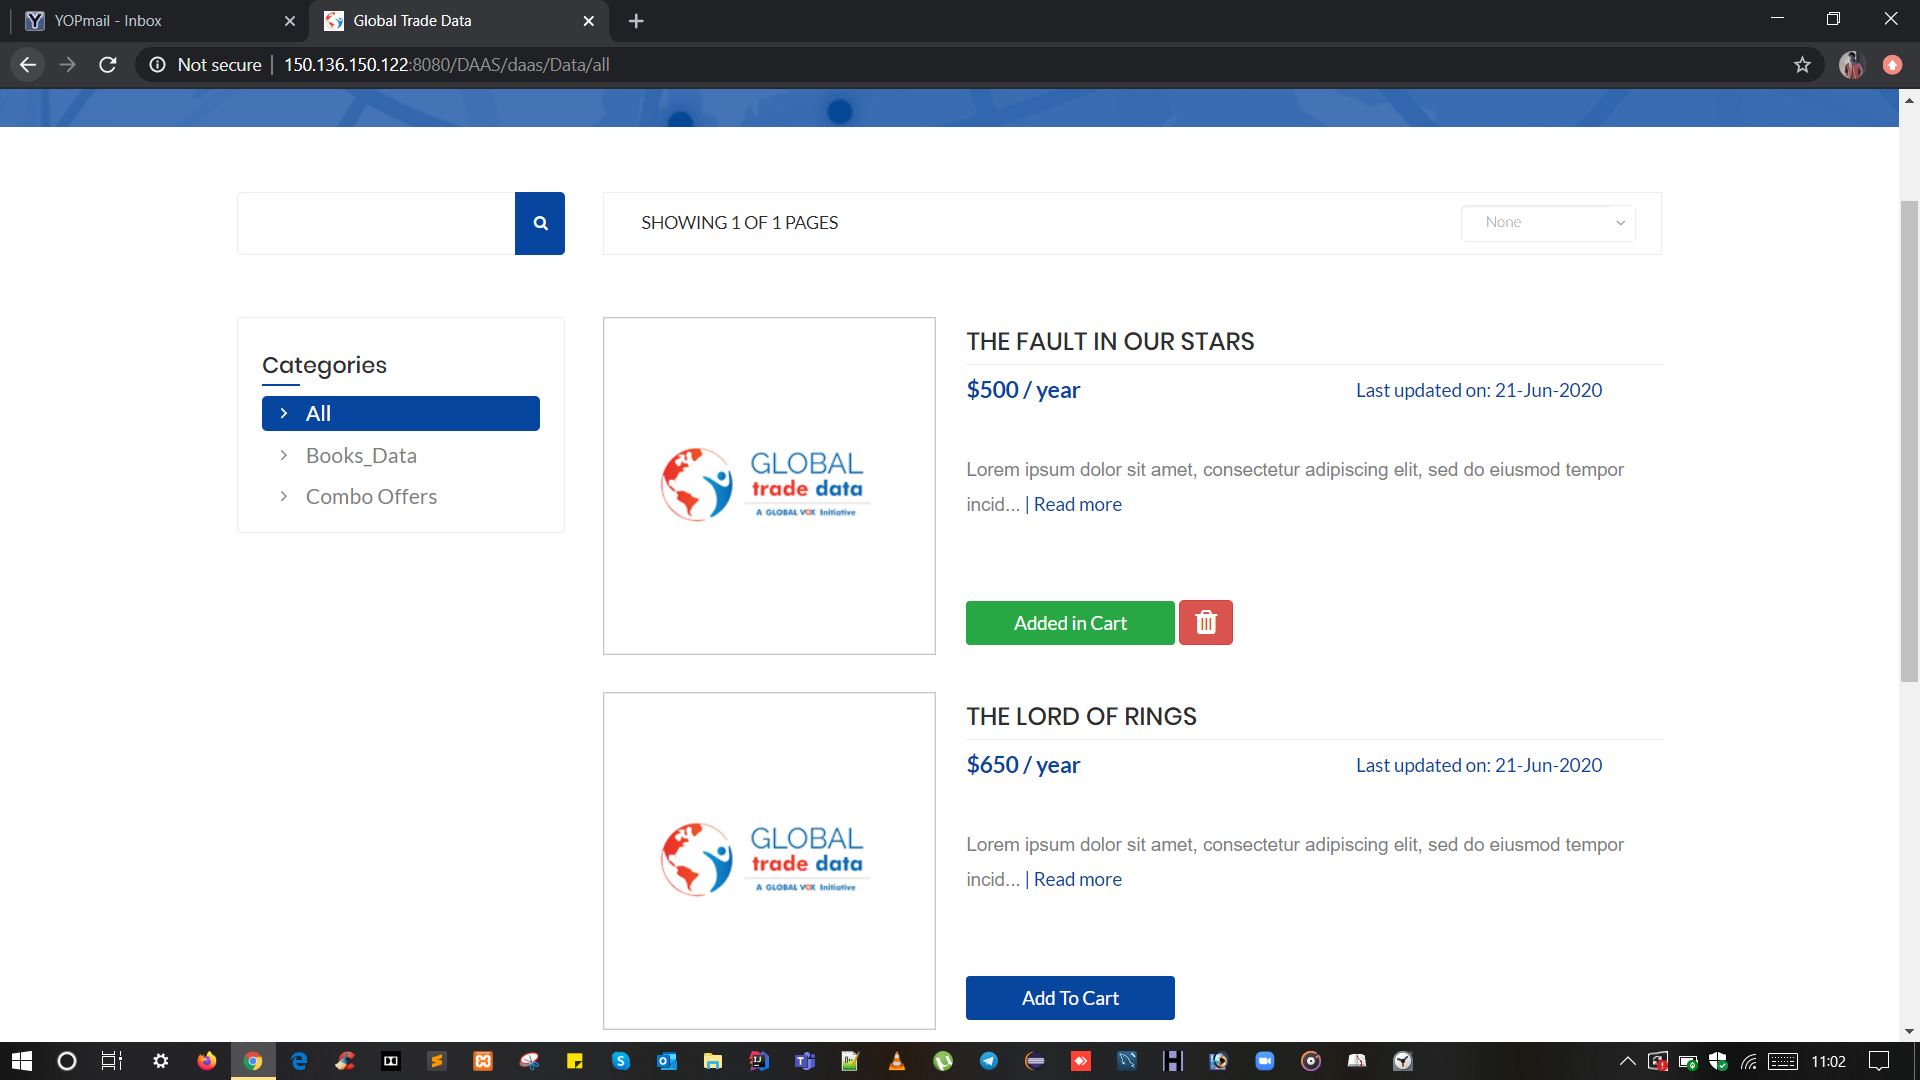 YOPmail - Inbox
Global Trade Data
Not secure
150.136.150.122:8080/DAAS/daas/Data/all
SHOWING 1 OF 1 PAGES
None
Categories
All
Books_Data
Combo Offers
GLOBAL
trade data
A GLOBAL VOX Initiative
THE FAULT IN OUR STARS
$500 / year
Last updated on: 21-Jun-2020
Lorem ipsum dolor sit amet, consectetur adipiscing elit, sed do eiusmod tempor
incid... | Read more
Added in Cart
GLOBAL
trade data
A GLOBAL VOX Initiative
THE LORD OF RINGS
$650 / year
Last updated on: 21-Jun-2020
Lorem ipsum dolor sit amet, consectetur adipiscing elit, sed do eiusmod tempor
incid... | Read more
Add To Cart
11:02